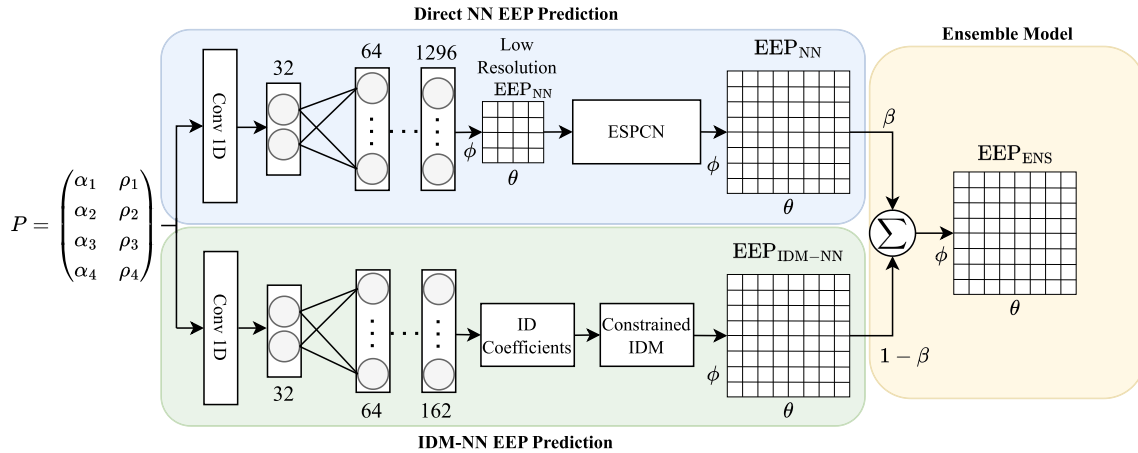 Direct NN EEP Prediction
Ensemble Model
Conv 1D
32
64
1296
Low
Resolution
EEP_NN
ϕ
θ
ESPCN
EEP_NN
ϕ
θ
β
P = (α₁ ρ₁
α₂ ρ₂
α₃ ρ₃
α₄ ρ₄)
Σ
EEP_ENS
ϕ
θ
Conv 1D
32
64
162
ID
Coefficients
Constrained
IDM
EEP_IDM−NN
ϕ
θ
1 − β
IDM-NN EEP Prediction